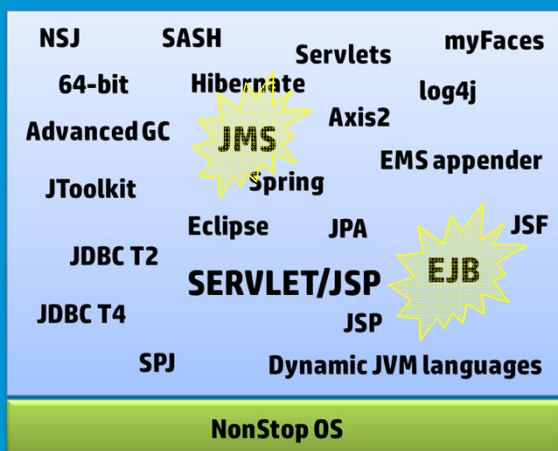 NSJ
SASH
Servlets
myFaces
64-bit
Hibernate
log4j
Advanced GC
JMS
Axis2
EMS appender
JToolkit
Spring
Eclipse
JPA
JSF
JDBC T2
SERVLET/JSP
EJB
JDBC T4
JSP
SPJ
Dynamic JVM languages
NonStop OS